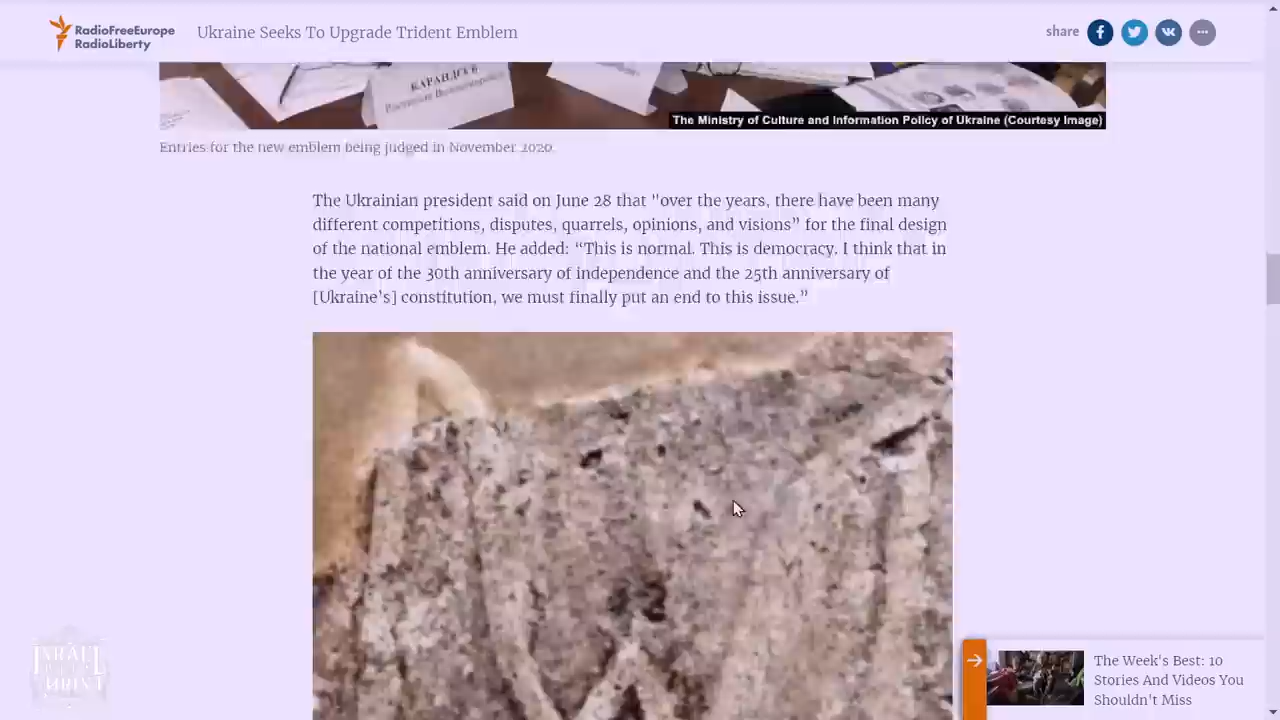 RadioFreeEurope
RadioLiberty
Ukraine Seeks To Upgrade Trident Emblem
share
The Ministry of Culture and Information Policy of Ukraine (Courtesy Image)
Entries for the new emblem being judged in November 2020.
The Ukrainian president said on June 28 that "over the years, there have been many
different competitions, disputes, quarrels, opinions, and visions” for the final design
of the national emblem. He added: “This is normal. This is democracy. I think that in
the year of the 30th anniversary of independence and the 25th anniversary of
[Ukraine's] constitution, we must finally put an end to this issue.”
The Week's Best: 10
Stories And Videos You
Shouldn't Miss
ISRAEL
UNITED IN
CHRIST